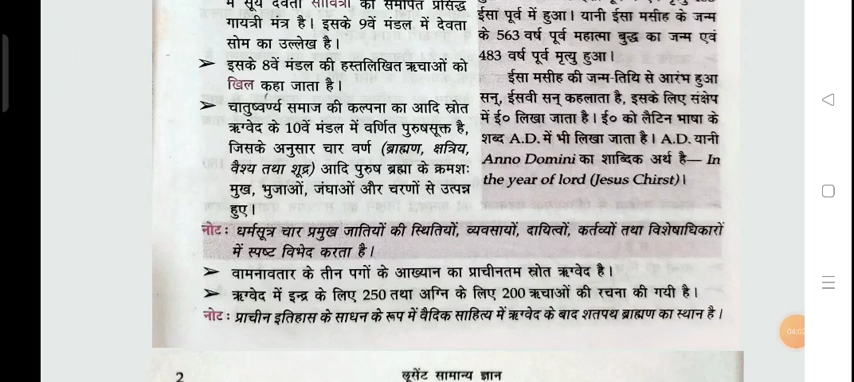 में सूर्य देवता सावित्री को समर्पित प्रसिद्ध
गायत्री मंत्र है। इसके 9वें मंडल में देवता
सोम का उल्लेख है।
➢ इसके 8वें मंडल की हस्तलिखित ऋचाओं को
खिल कहा जाता है।
➢ चातुष्वर्ण्य समाज की कल्पना का आदि स्रोत
ऋग्वेद के 10वें मंडल में वर्णित पुरुषसूक्त है,
जिसके अनुसार चार वर्ण (ब्राह्मण, क्षत्रिय,
वैश्य तथा शूद्र) आदि पुरुष ब्रह्मा के क्रमशः
मुख, भुजाओं, जंघाओं और चरणों से उत्पन्न
हुए।
ईसा पूर्व में हुआ। यानी ईसा मसीह के जन्म
के 563 वर्ष पूर्व महात्मा बुद्ध का जन्म एवं
483 वर्ष पूर्व मृत्यु हुआ।
ईसा मसीह की जन्म-तिथि से आरंभ हुआ
सन्, ईसवी सन् कहलाता है, इसके लिए संक्षेप
में ई० लिखा जाता है। ई० को लैटिन भाषा के
शब्द A.D. में भी लिखा जाता है। A.D. यानी
Anno Domini का शाब्दिक अर्थ है— In
the year of lord (Jesus Chirst)।
नोट: धर्मसूत्र चार प्रमुख जातियों की स्थितियों, व्यवसायों, दायित्वों, कर्तव्यों तथा विशेषाधिकारों
में स्पष्ट विभेद करता है।
➢ वामनावतार के तीन पगों के आख्यान का प्राचीनतम स्रोत ऋग्वेद है।
➢ ऋग्वेद में इन्द्र के लिए 250 तथा अग्नि के लिए 200 ऋचाओं की रचना की गयी है।
नोट: प्राचीन इतिहास के साधन के रूप में वैदिक साहित्य में ऋग्वेद के बाद शतपथ ब्राह्मण का स्थान है।
2 लूसेंट सामान्य ज्ञान